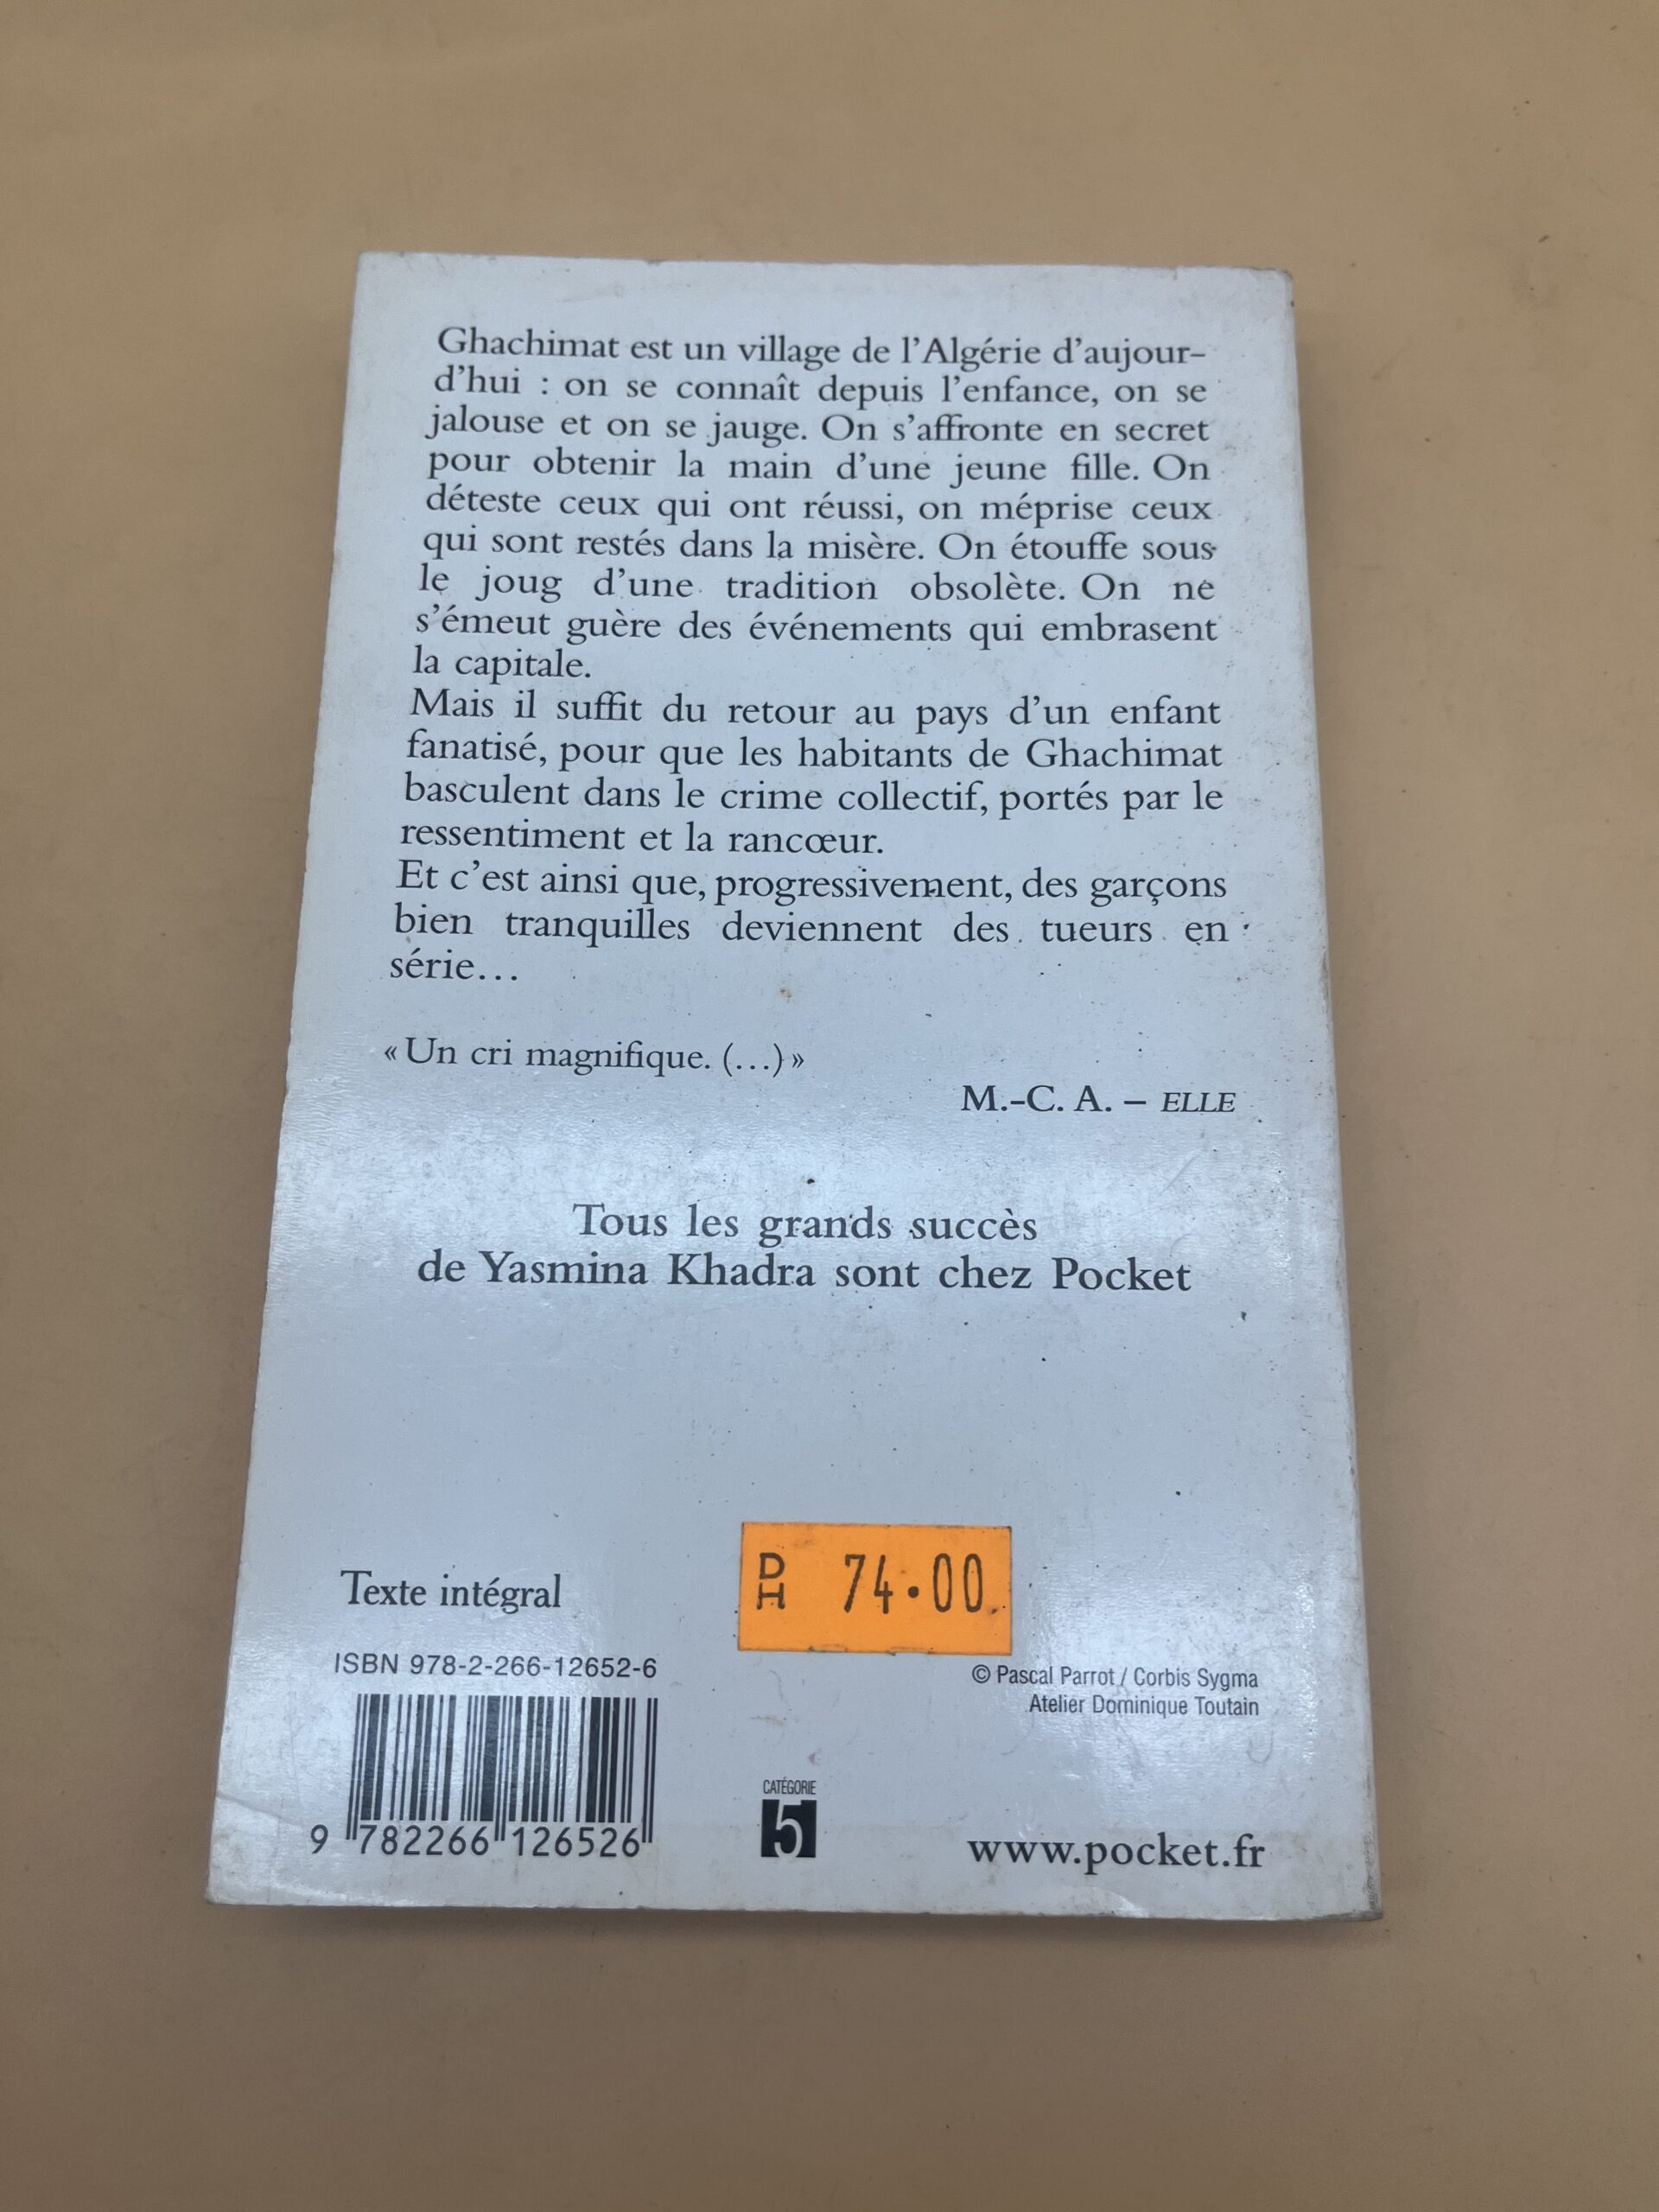 Ghachimat est un village de l'Algérie d'aujour-
d'hui : on se connaît depuis l'enfance, on se
jalouse et on se jauge. On s'affronte en secret
pour obtenir la main d'une jeune fille. On
déteste ceux qui ont réussi, on méprise ceux
qui sont restés dans la misère. On étouffe sous
le joug d'une tradition obsolète. On ne
s'émeut guère des événements qui embrasent
la capitale.
Mais il suffit du retour au pays d'un enfant
fanatisé, pour que les habitants de Ghachimat
basculent dans le crime collectif, portés par le
ressentiment et la rancœur.
Et c'est ainsi que, progressivement, des garçons
bien tranquilles deviennent des tueurs en
série...
« Un cri magnifique. (...) »
M.-C. A. – ELLE
Tous les grands succès
de Yasmina Khadra sont chez Pocket
DH 74.00
Texte intégral
ISBN 978-2-266-12652-6
© Pascal Parrot / Corbis Sygma
Atelier Dominique Toutain
9 782266 126526
CATÉGORIE
5
www.pocket.fr